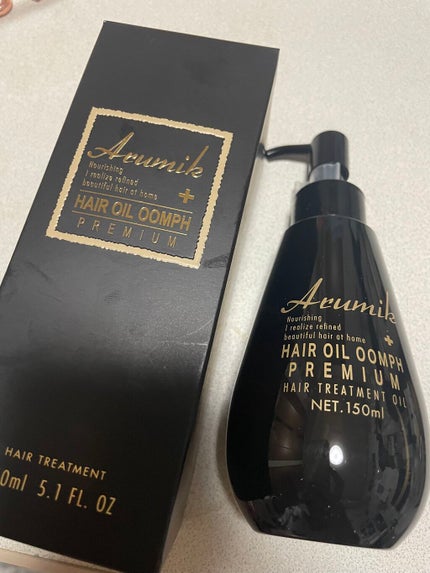 Arumik
Nourishing
I realize refined
beautiful hair at home
+
HAIR OIL OOMPH
PREMIUM
HAIR TREATMENT
0ml 5.1 FL. OZ
Arumik
Nourishing
I realize refined
beautiful hair at home
+
HAIR OIL OOMPH
PREMIUM
HAIR TREATMENT OIL
NET.150ml